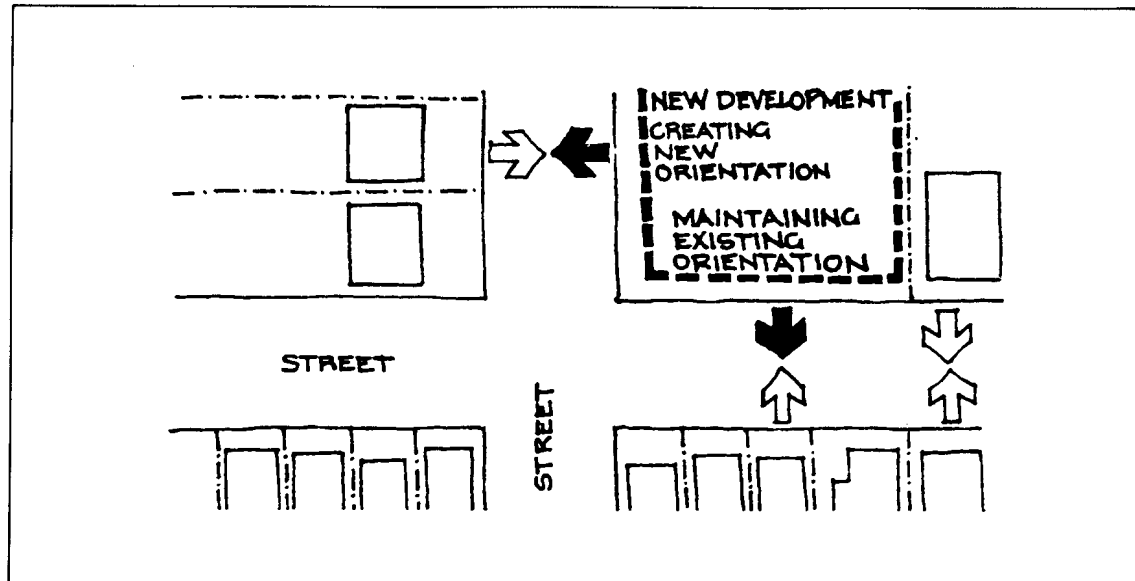 NEW DEVELOPMENT
CREATING
NEW
ORIENTATION
MAINTAINING
EXISTING
ORIENTATION
STREET
STREET